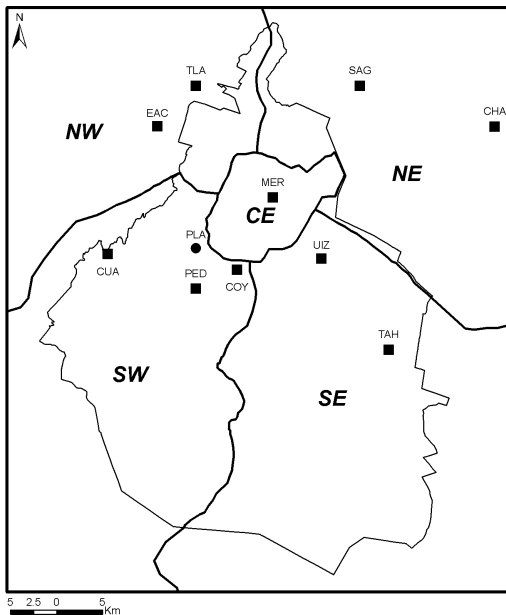 N
TLA
SAG
EAC
CHA
NW
NE
MER
CE
PLA
UIZ
CUA
PED
COY
TAH
SW
SE
5 2.5 0 5
Km